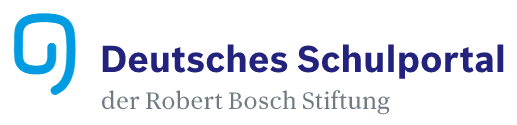 Deutsches Schulportal
der Robert Bosch Stiftung